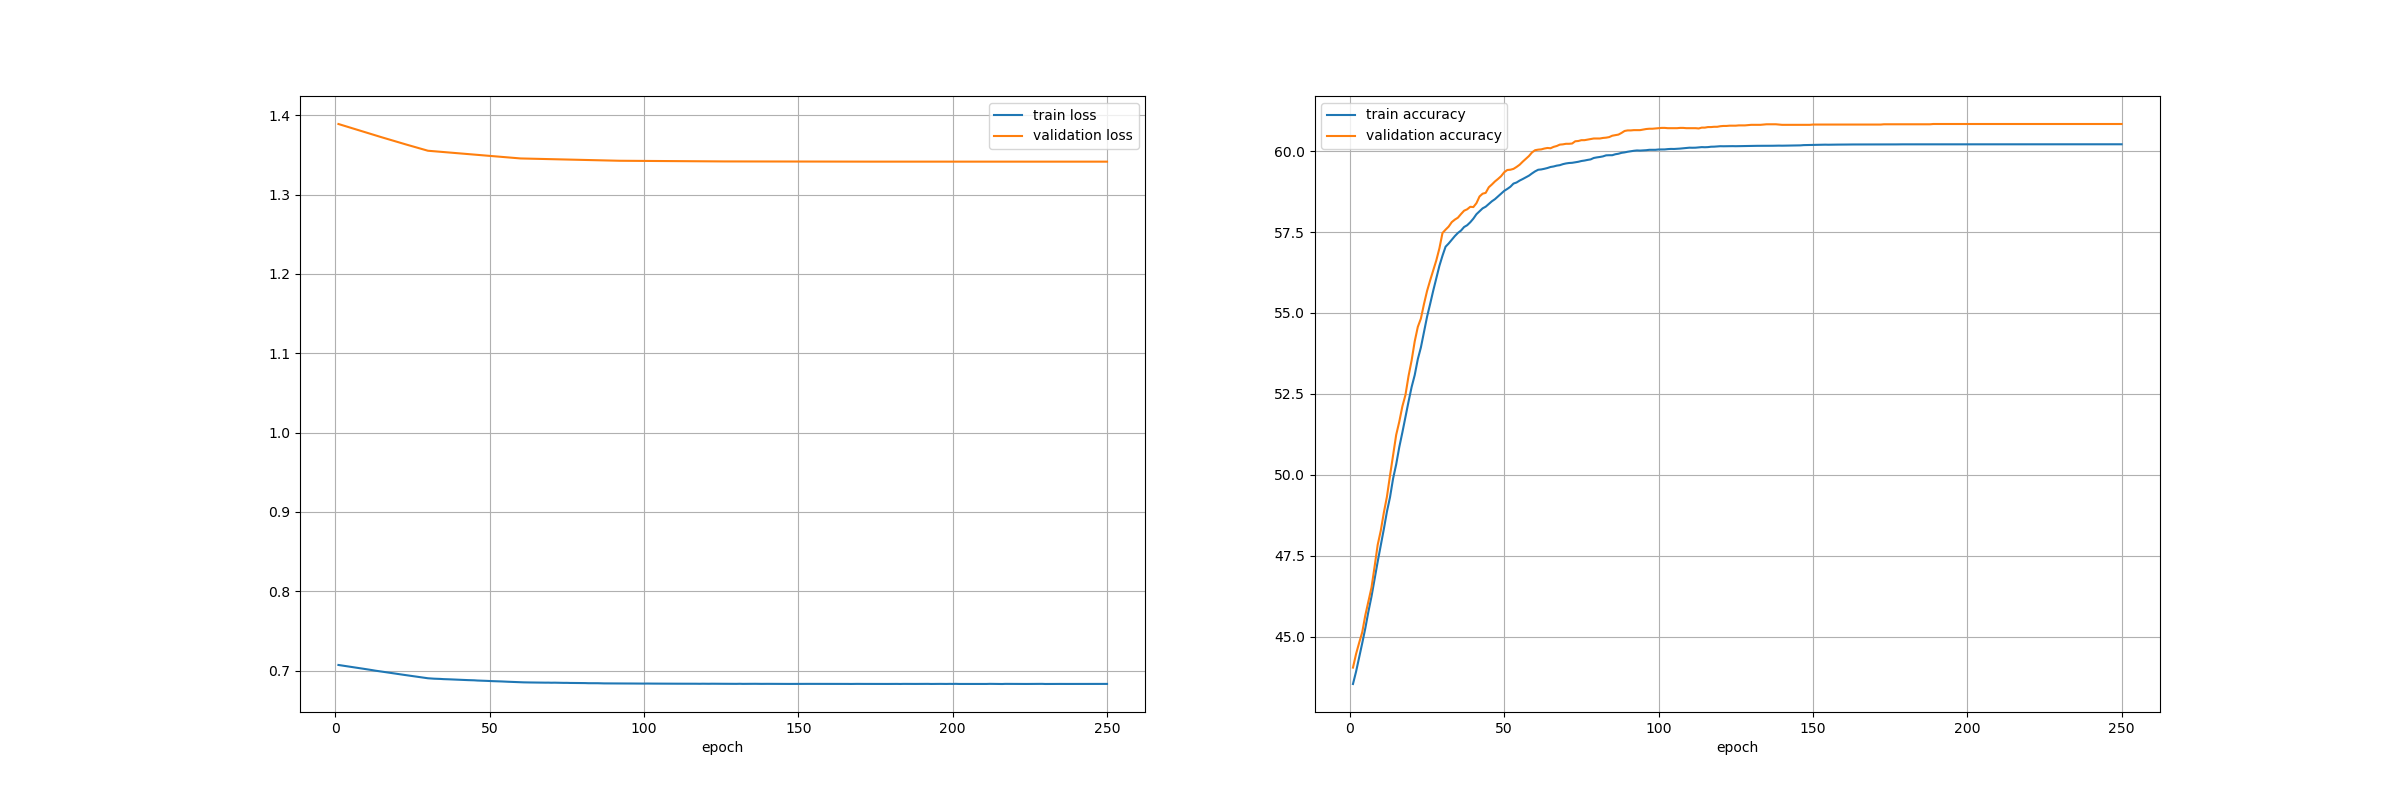 1.4
1.3
1.2
1.1
1.0
0.9
0.8
0.7
0 50 100 150 200 250
epoch
train loss
validation loss
60.0
57.5
55.0
52.5
50.0
47.5
45.0
0 50 100 150 200 250
epoch
train accuracy
validation accuracy